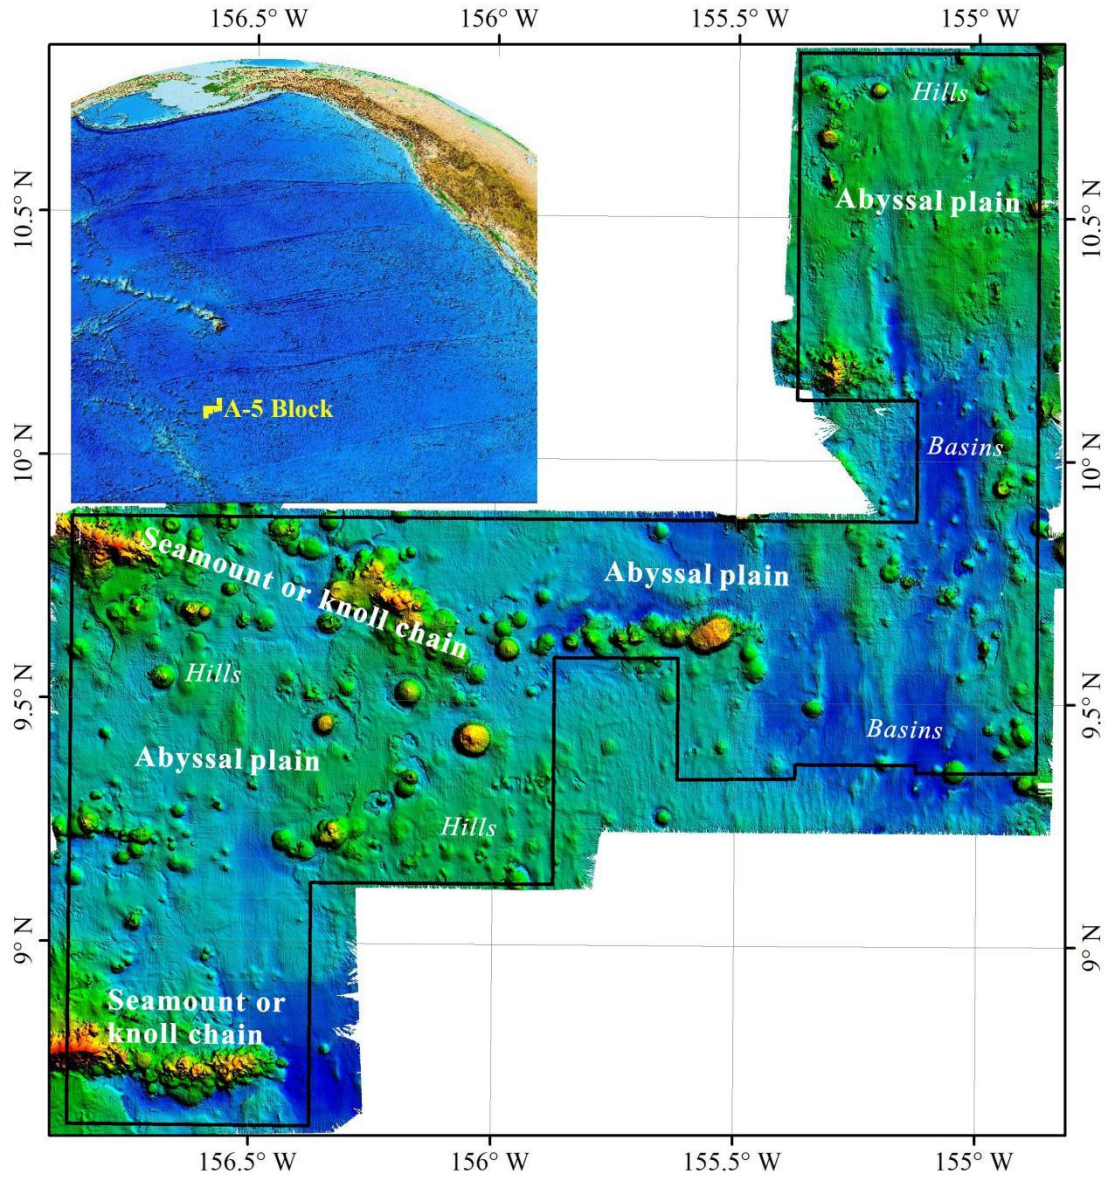 156.5° W
156° W
155.5° W
155° W
Hills
10.5° N
Abyssal plain
10.5° N
A-5 Block
10° N
Basins
10° N
Seamount or knoll chain
Abyssal plain
Hills
9.5° N
9.5° N
Basins
Abyssal plain
Hills
9° N
9° N
Seamount or
knoll chain
156.5° W
156° W
155.5° W
155° W